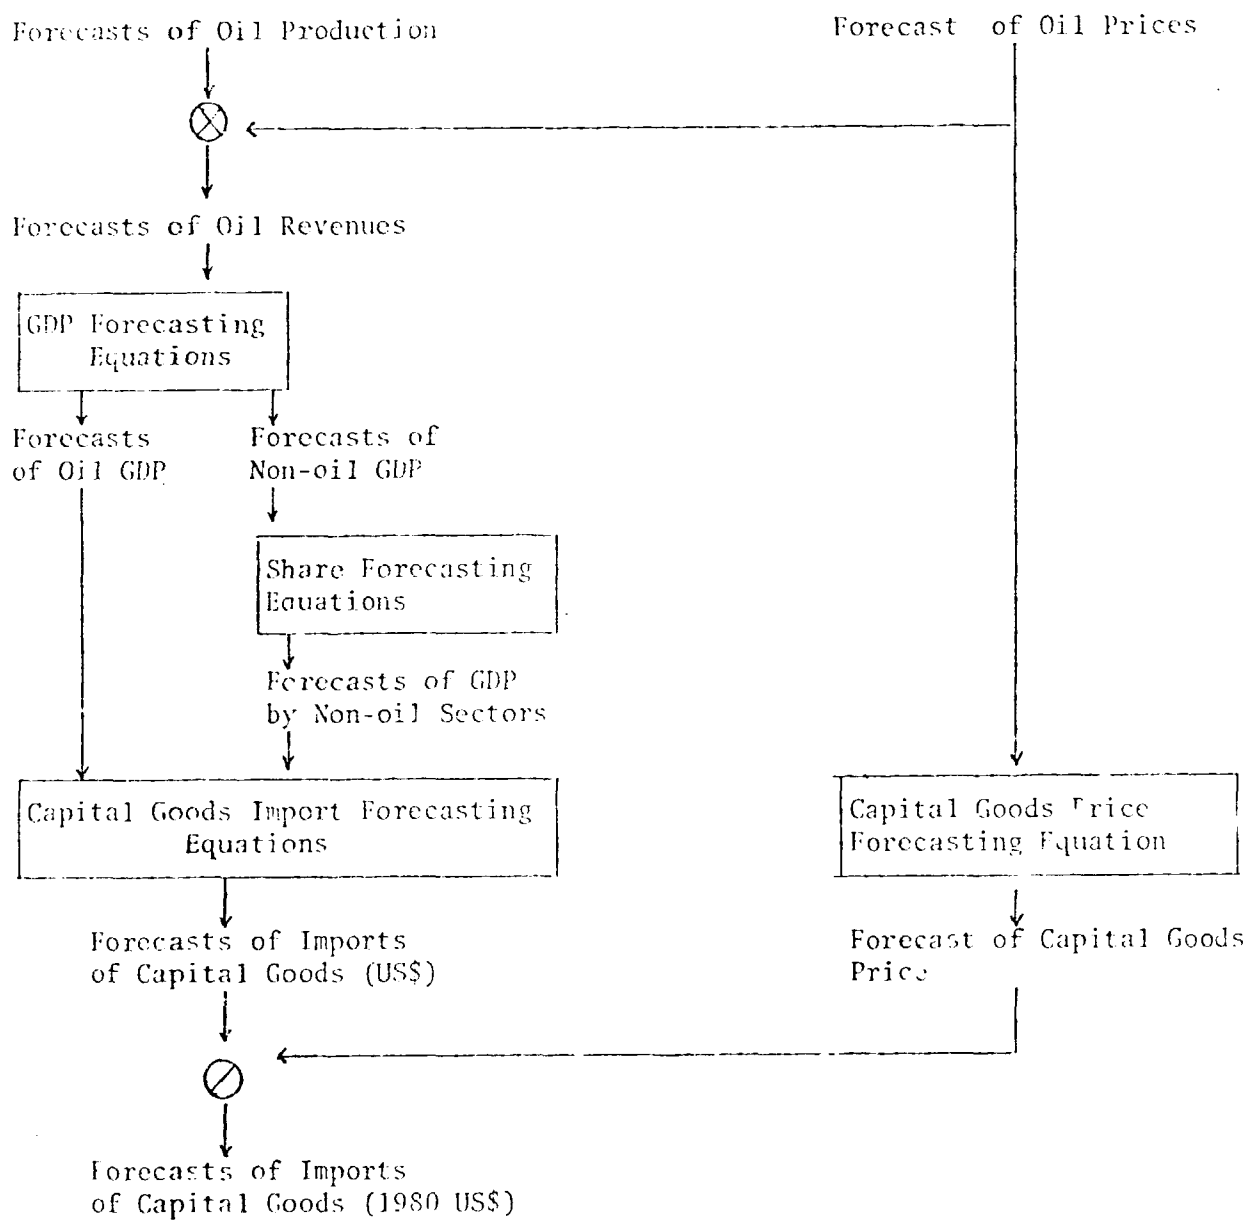 Forecasts of Oil Production
Forecast of Oil Prices
Forecasts of Oil Revenues
GDP Forecasting
Equations
Forecasts
of Oil GDP
Forecasts of
Non-oil GDP
Share Forecasting
Equations
Forecasts of GDP
by Non-oil Sectors
Capital Goods Import Forecasting
Equations
Capital Goods Price
Forecasting Equation
Forecasts of Imports
of Capital Goods (US$)
Forecast of Capital Goods
Price
Forecasts of Imports
of Capital Goods (1980 US$)